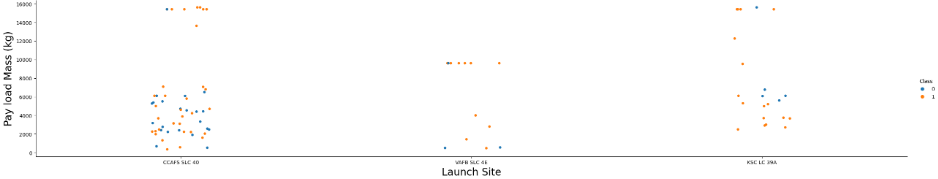 16000
14000
12000
10000
8000
6000
4000
2000
0
Pay load Mass (kg)
CCAFS SLC 40
VAFB SLC 4E
KSC LC 39A
Launch Site
Class
0
1